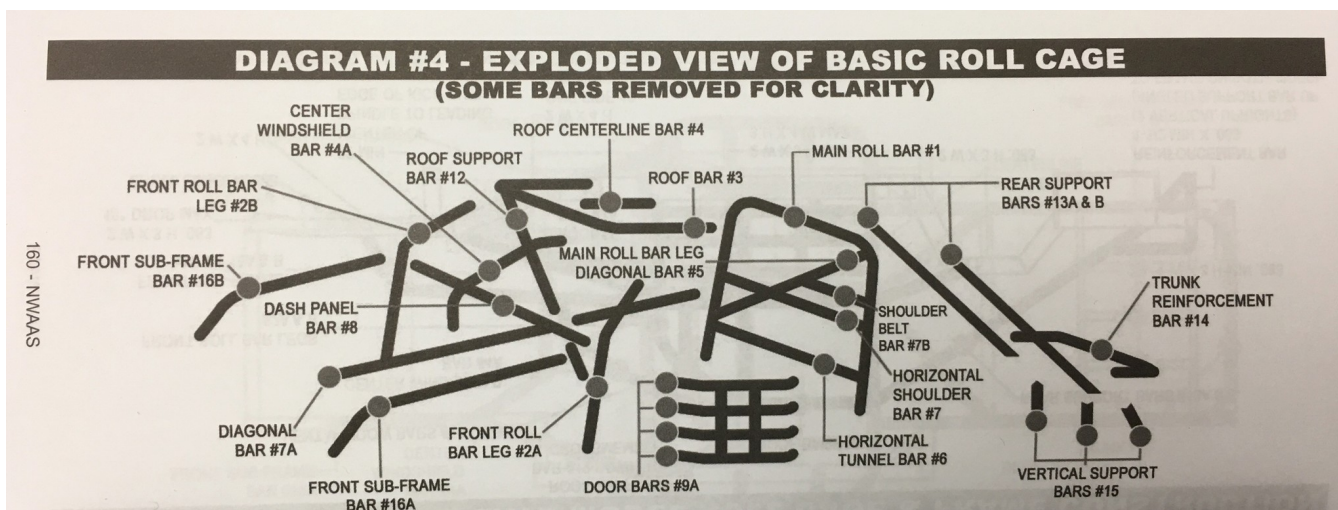 DIAGRAM #4 - EXPLODED VIEW OF BASIC ROLL CAGE
(SOME BARS REMOVED FOR CLARITY)
CENTER
WINDSHIELD
BAR #4A
ROOF CENTERLINE BAR #4
ROOF SUPPORT
BAR #12
MAIN ROLL BAR #1
ROOF BAR #3
FRONT ROLL BAR
LEG #2B
REAR SUPPORT
BARS #13A & B
FRONT SUB-FRAME
BAR #16B
MAIN ROLL BAR LEG
DIAGONAL BAR #5
DASH PANEL
BAR #8
TRUNK
REINFORCEMENT
BAR #14
SHOULDER
BELT
BAR #7B
HORIZONTAL
SHOULDER
BAR #7
DIAGONAL
BAR #7A
FRONT ROLL
BAR LEG #2A
HORIZONTAL
TUNNEL BAR #6
FRONT SUB-FRAME
BAR #16A
DOOR BARS #9A
VERTICAL SUPPORT
BARS #15
160 - NWAAS